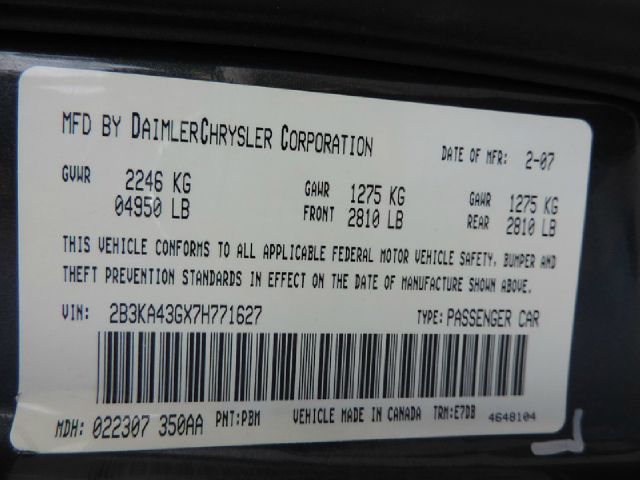 MFD BY DAIMLERCHRYSLER CORPORATION DATE OF MFR: 2-07
GVWR 2246 KG GAWR 1275 KG GAWR 1275 KG
04950 LB FRONT 2810 LB REAR 2810 LB
THIS VEHICLE CONFORMS TO ALL APPLICABLE FEDERAL MOTOR VEHICLE SAFETY, BUMPER AND
THEFT PREVENTION STANDARDS IN EFFECT ON THE DATE OF MANUFACTURE SHOWN ABOVE.
VIN: 2B3KA43GX7H771627 TYPE: PASSENGER CAR
MDH: 022307 350AA PNT:PBM VEHICLE MADE IN CANADA TRM:E7DB 4648104